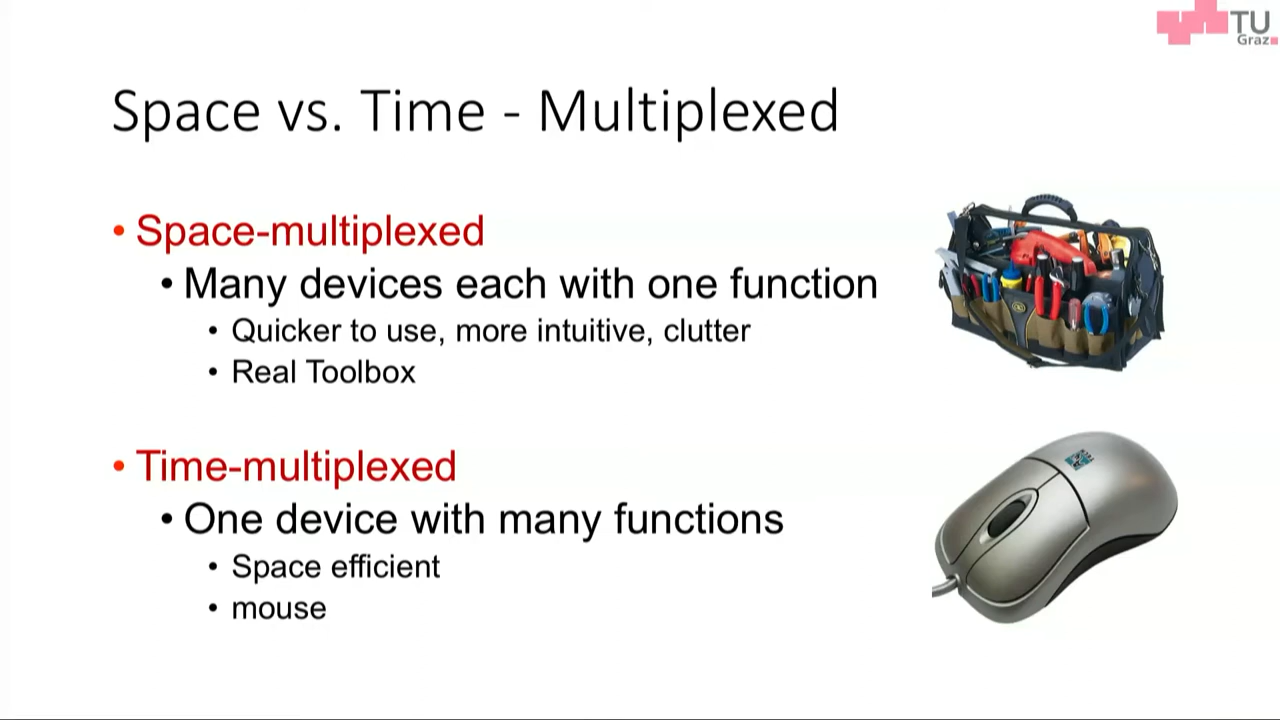 TU
Graz
Space vs. Time - Multiplexed
• Space-multiplexed
• Many devices each with one function
• Quicker to use, more intuitive, clutter
• Real Toolbox
• Time-multiplexed
• One device with many functions
• Space efficient
• mouse